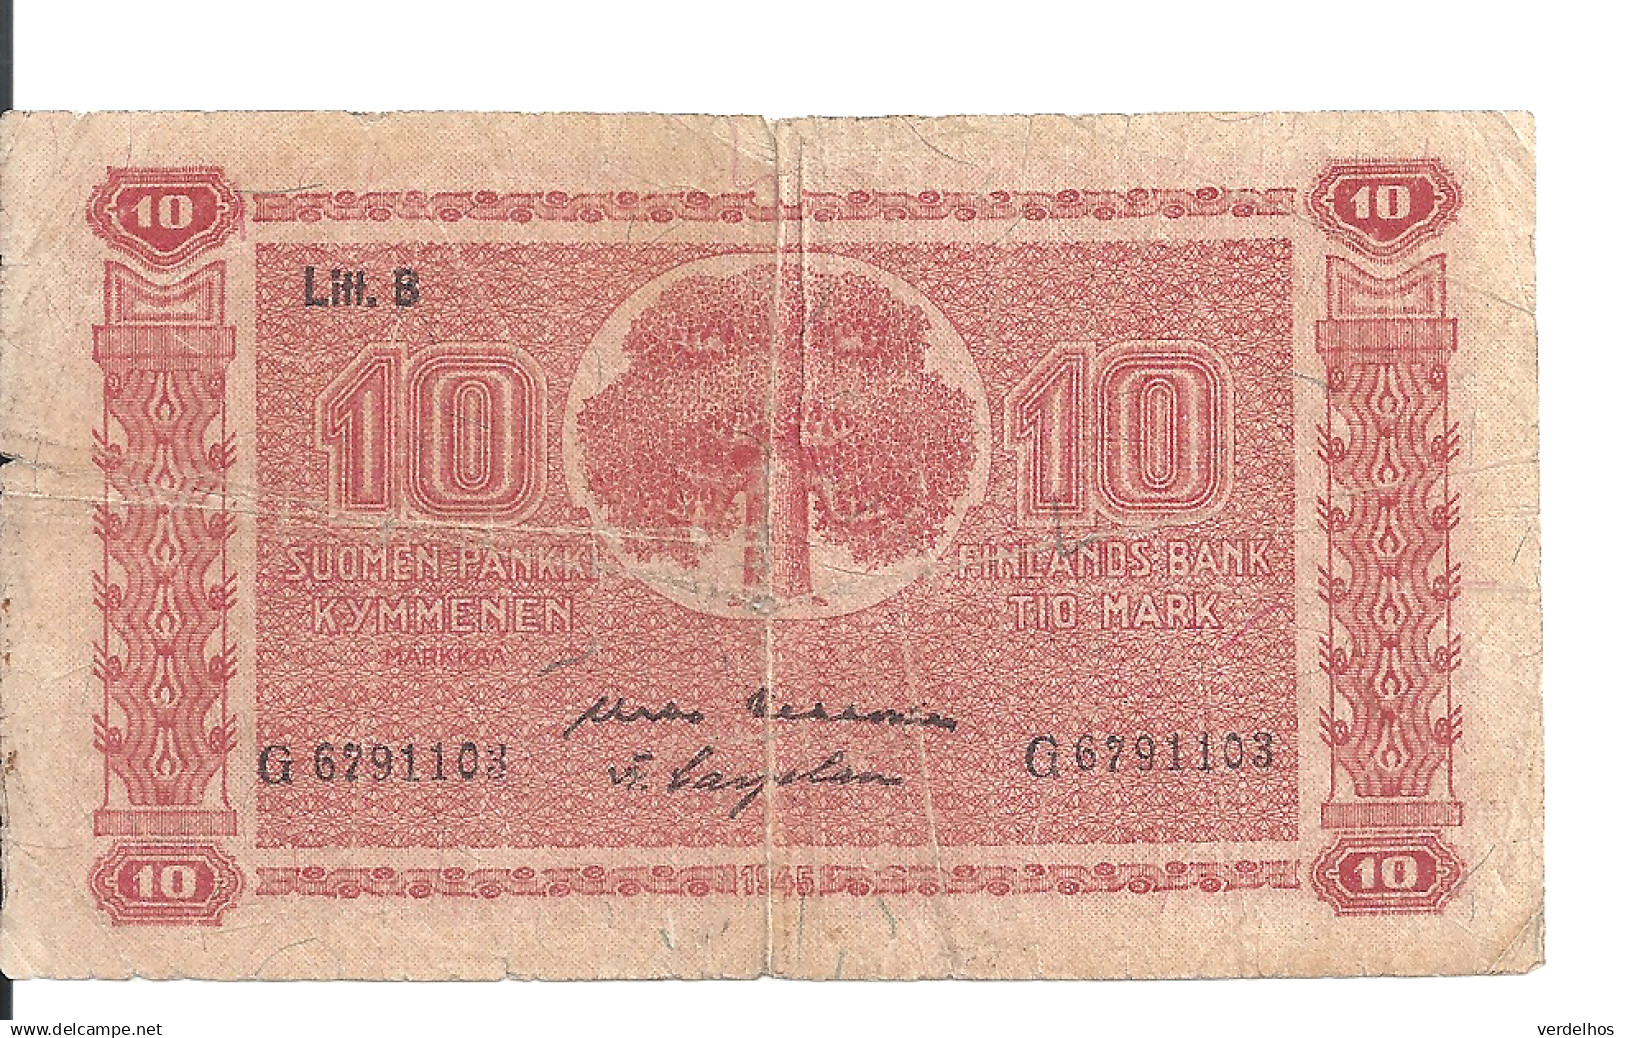 10 10
Litt. B
10 10
SUOMEN PANKKI FINLANDS BANK
KYMMENEN TIO MARK
MARKKAA
G 6791103 G 6791103
10 1945 10
www.delcampe.net verdelhos